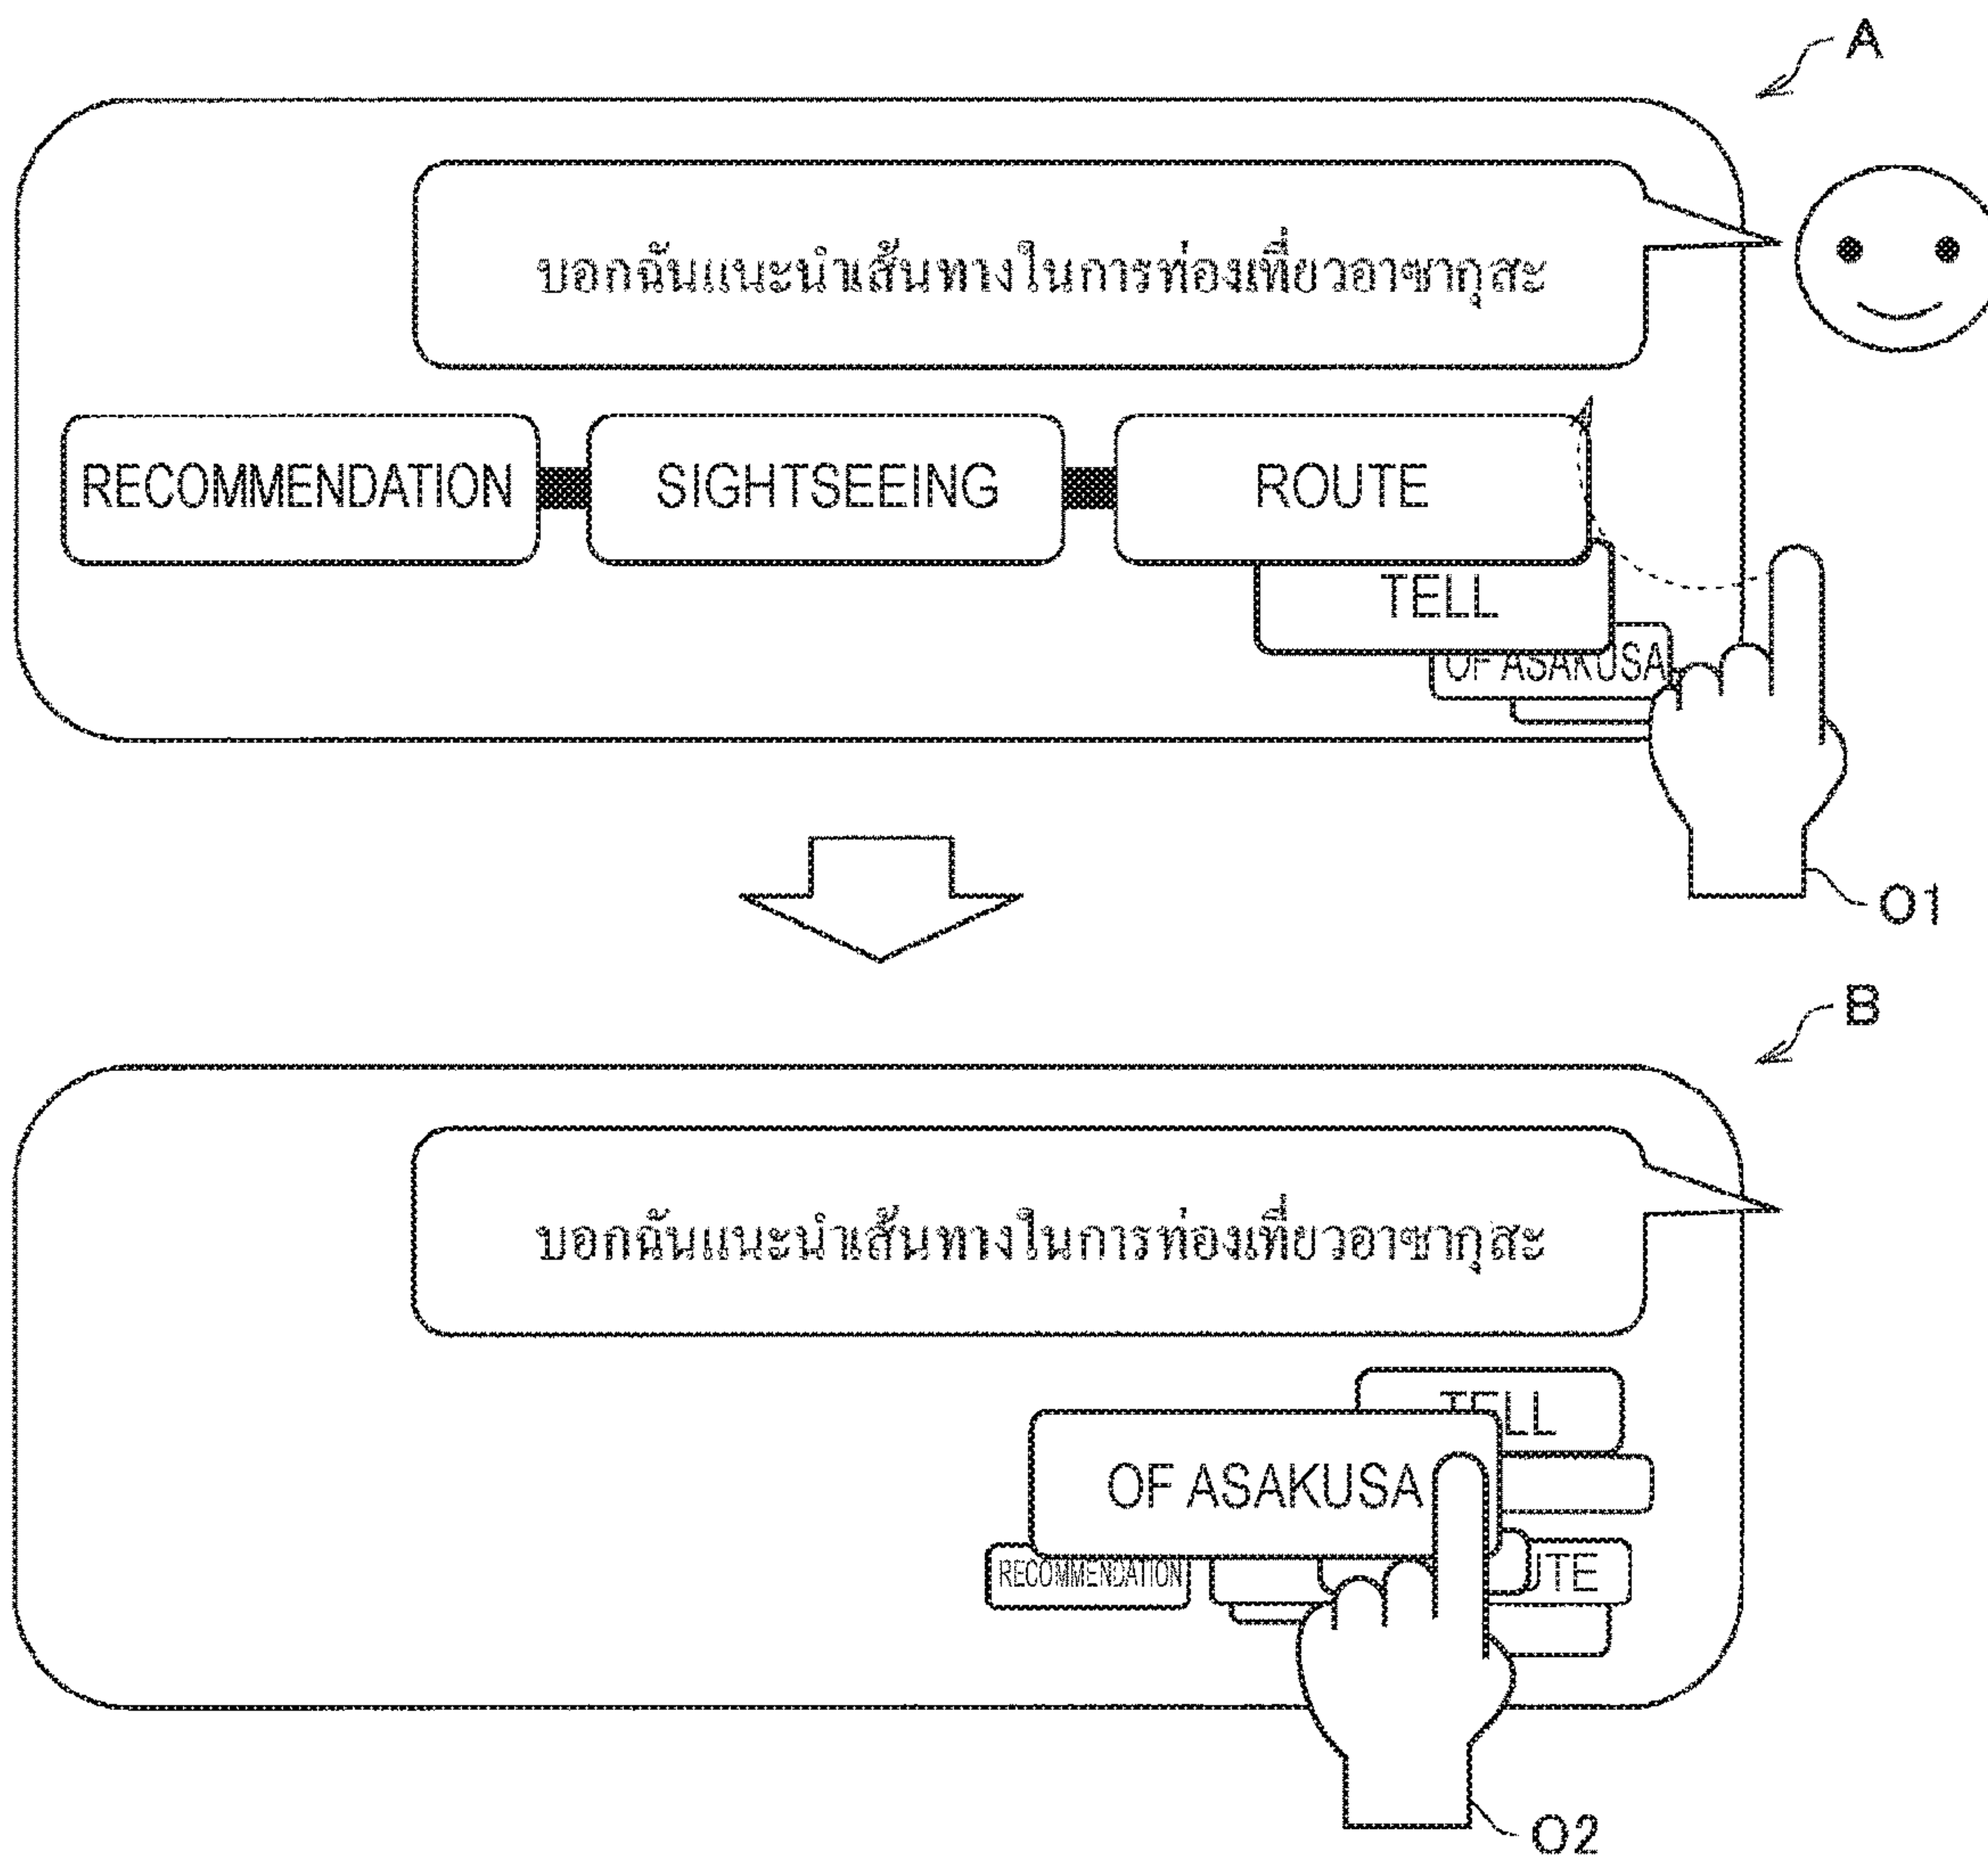 A
บอกฉันแนะนำเส้นทางในการท่องเที่ยวอาซากุสะ
RECOMMENDATION SIGHTSEEING ROUTE
TELL
OF ASAKUSA
O1
B
บอกฉันแนะนำเส้นทางในการท่องเที่ยวอาซากุสะ
TELL
OF ASAKUSA
RECOMMENDATION UTE
O2